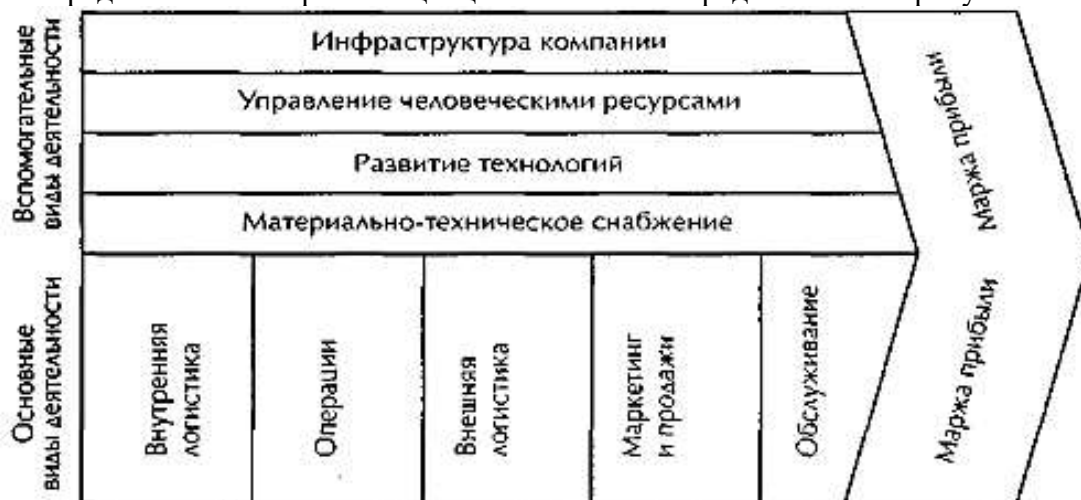 Вспомогательные
виды деятельности
Инфраструктура компании
Управление человеческими ресурсами
Развитие технологий
Материально-техническое снабжение
Маржа прибыли
Основные
виды деятельности
Внутренняя
логистика
Операции
Внешняя
логистика
Маркетинг
и продажи
Обслуживание
Маржа прибыли